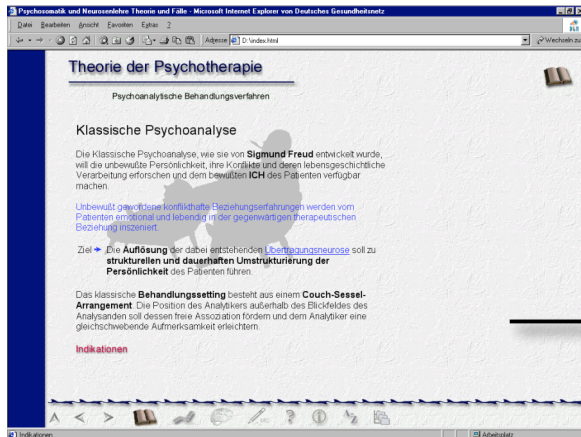 Psychosomatik und Neurosenlehre Theorie und Fälle - Microsoft Internet Explorer von Deutsches Gesundheitsnetz
Datei Bearbeiten Ansicht Favoriten Extras ?
Adresse D:\index.html Wechseln zu
Theorie der Psychotherapie
Psychoanalytische Behandlungsverfahren
Klassische Psychoanalyse
Die Klassische Psychoanalyse, wie sie von Sigmund Freud entwickelt wurde,
will die unbewußte Persönlichkeit, ihre Konflikte und deren lebensgeschichtliche
Verarbeitung erforschen und dem bewußten ICH des Patienten verfügbar
machen.
Unbewußt gewordene konflikthafte Beziehungserfahrungen werden vom
Patienten emotional und lebendig in der gegenwärtigen therapeutischen
Beziehung inszeniert.
Ziel Die Auflösung der dabei entstehenden Übertragungsneurose soll zu
strukturellen und dauerhaften Umstrukturierung der
Persönlichkeit des Patienten führen.
Das klassische Behandlungssetting besteht aus einem Couch-Sessel-
Arrangement. Die Position des Analytikers außerhalb des Blickfeldes des
Analysanden soll dessen freie Assoziation fördern und dem Analytiker eine
gleichschwebende Aufmerksamkeit erleichtern.
Indikationen
Indikationen Arbeitsplatz